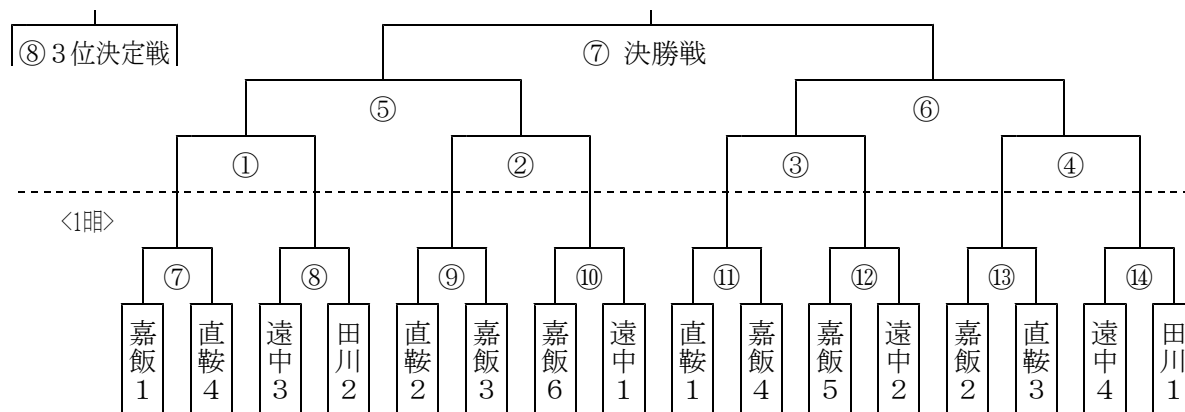 ⑧３位決定戦
⑦ 決勝戦
⑤
⑥
①
②
③
④
<1日目>
⑦
⑧
⑨
⑩
⑪
⑫
⑬
⑭
嘉飯１
直鞍４
遠中３
田川２
直鞍２
嘉飯３
嘉飯６
遠中１
直鞍１
嘉飯４
嘉飯５
遠中２
嘉飯２
直鞍３
遠中４
田川１